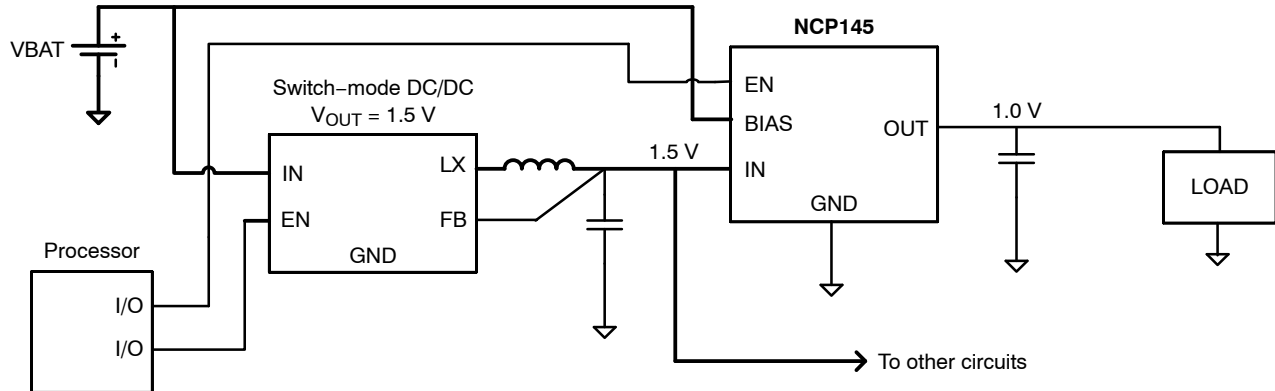 NCP145
VBAT
+
Switch−mode DC/DC
VOUT = 1.5 V
EN
BIAS
OUT
1.0 V
IN
LX
1.5 V
IN
LOAD
EN
FB
GND
GND
Processor
I/O
I/O
To other circuits